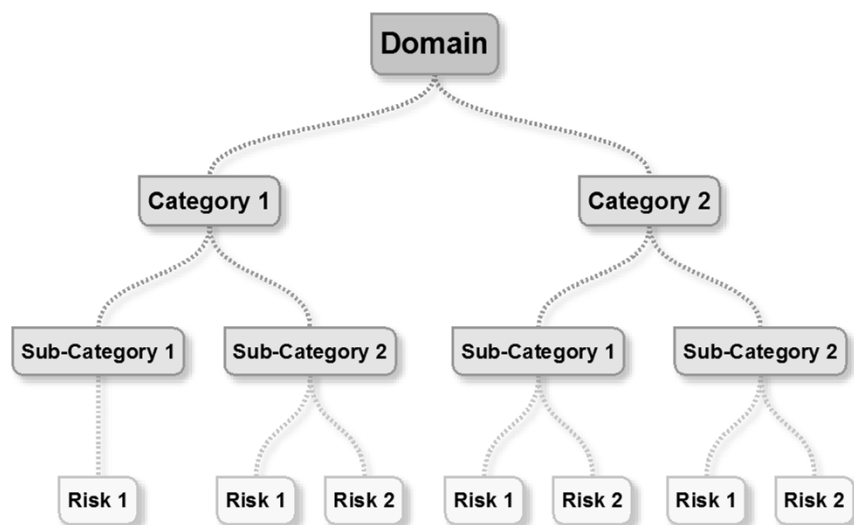 Domain
Category 1
Category 2
Sub-Category 1
Sub-Category 2
Sub-Category 1
Sub-Category 2
Risk 1
Risk 1
Risk 2
Risk 1
Risk 2
Risk 1
Risk 2